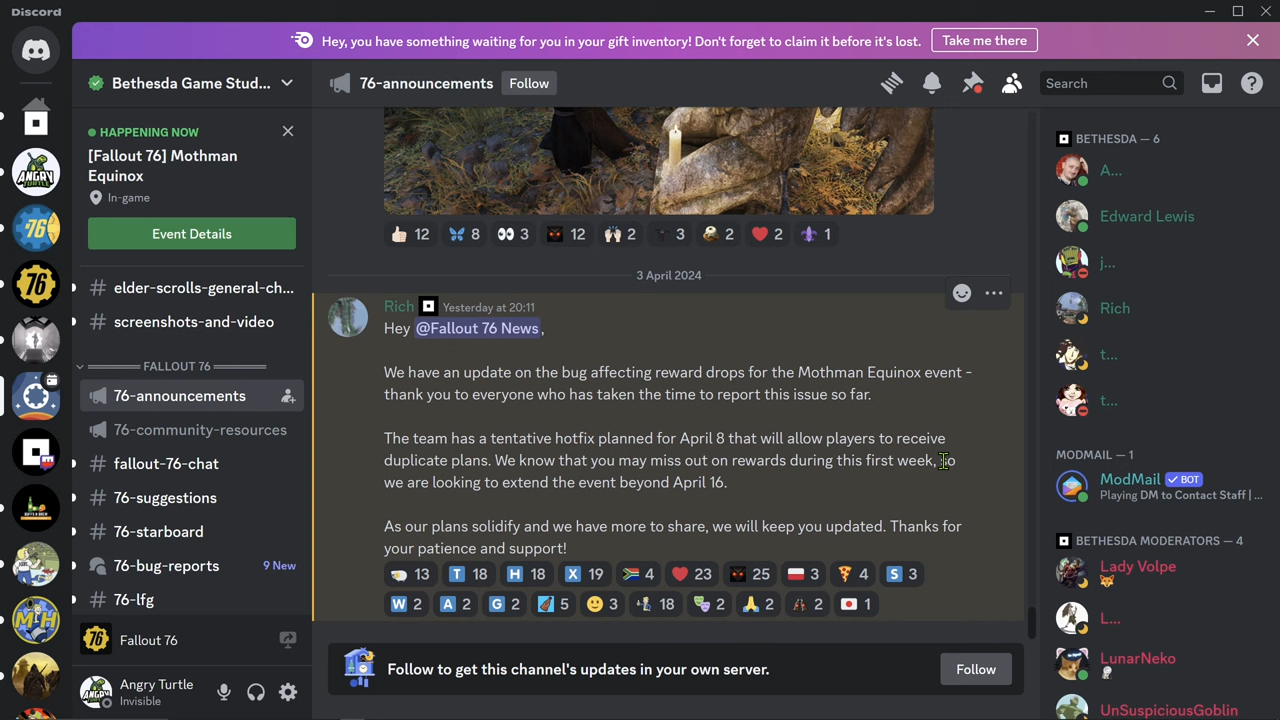 Discord
Hey, you have something waiting for you in your gift inventory! Don't forget to claim it before it's lost.
Take me there
Bethesda Game Stud...
76-announcements
Follow
Search
HAPPENING NOW
[Fallout 76] Mothman
Equinox
In-game
Event Details
elder-scrolls-general-ch...
screenshots-and-video
FALLOUT 76
76-announcements
76-community-resources
fallout-76-chat
76-suggestions
76-starboard
76-bug-reports
9 New
76-lfg
Fallout 76
Angry Turtle
Invisible
12
8
3
12
2
3
2
2
1
3 April 2024
Rich
Yesterday at 20:11
Hey @Fallout 76 News,
We have an update on the bug affecting reward drops for the Mothman Equinox event -
thank you to everyone who has taken the time to report this issue so far.
The team has a tentative hotfix planned for April 8 that will allow players to receive
duplicate plans. We know that you may miss out on rewards during this first week, so
we are looking to extend the event beyond April 16.
As our plans solidify and we have more to share, we will keep you updated. Thanks for
your patience and support!
13
T 18
H 18
X 19
4
23
25
3
4
S 3
W 2
A 2
G 2
5
3
18
2
2
2
1
Follow to get this channel's updates in your own server.
Follow
BETHESDA — 6
A...
Edward Lewis
j...
Rich
t...
t...
MODMAIL — 1
ModMail
BOT
Playing DM to Contact Staff | ...
BETHESDA MODERATORS — 4
Lady Volpe
L...
LunarNeko
UnSuspiciousGoblin
ANGRY
TURTLE
76
76
M H
ANGRY
TURTLE
76